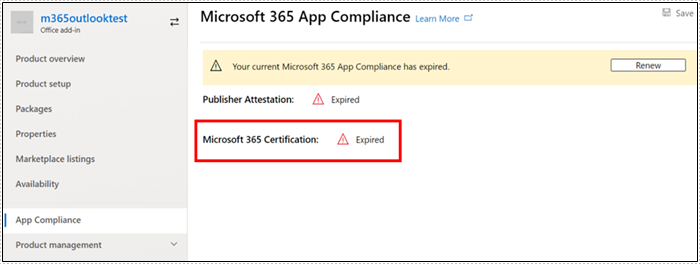 m365outlooktest
Office add-in
Product overview
Product setup
Packages
Properties
Marketplace listings
Availability
App Compliance
Product management
Microsoft 365 App Compliance Learn More
Save
Your current Microsoft 365 App Compliance has expired.
Renew
Publisher Attestation: Expired
Microsoft 365 Certification: Expired